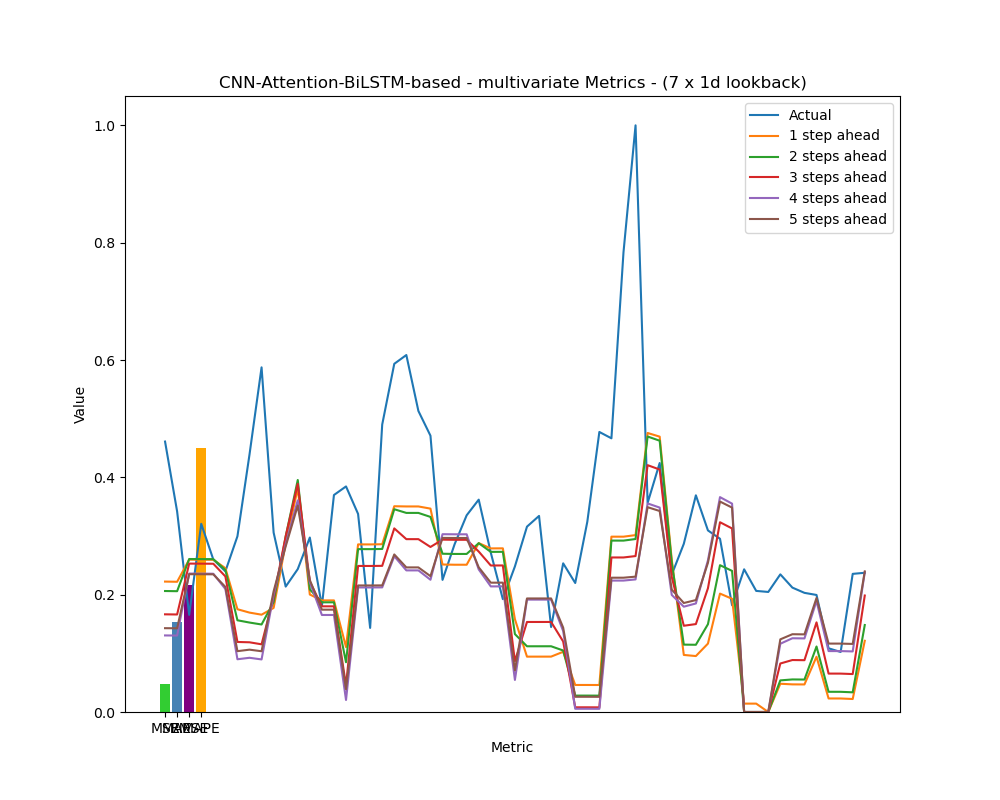 CNN-Attention-BiLSTM-based - multivariate Metrics - (7 x 1d lookback)
Actual
1 step ahead
2 steps ahead
3 steps ahead
4 steps ahead
5 steps ahead
1.0
0.8
0.6
0.4
0.2
0.0
Value
Metric